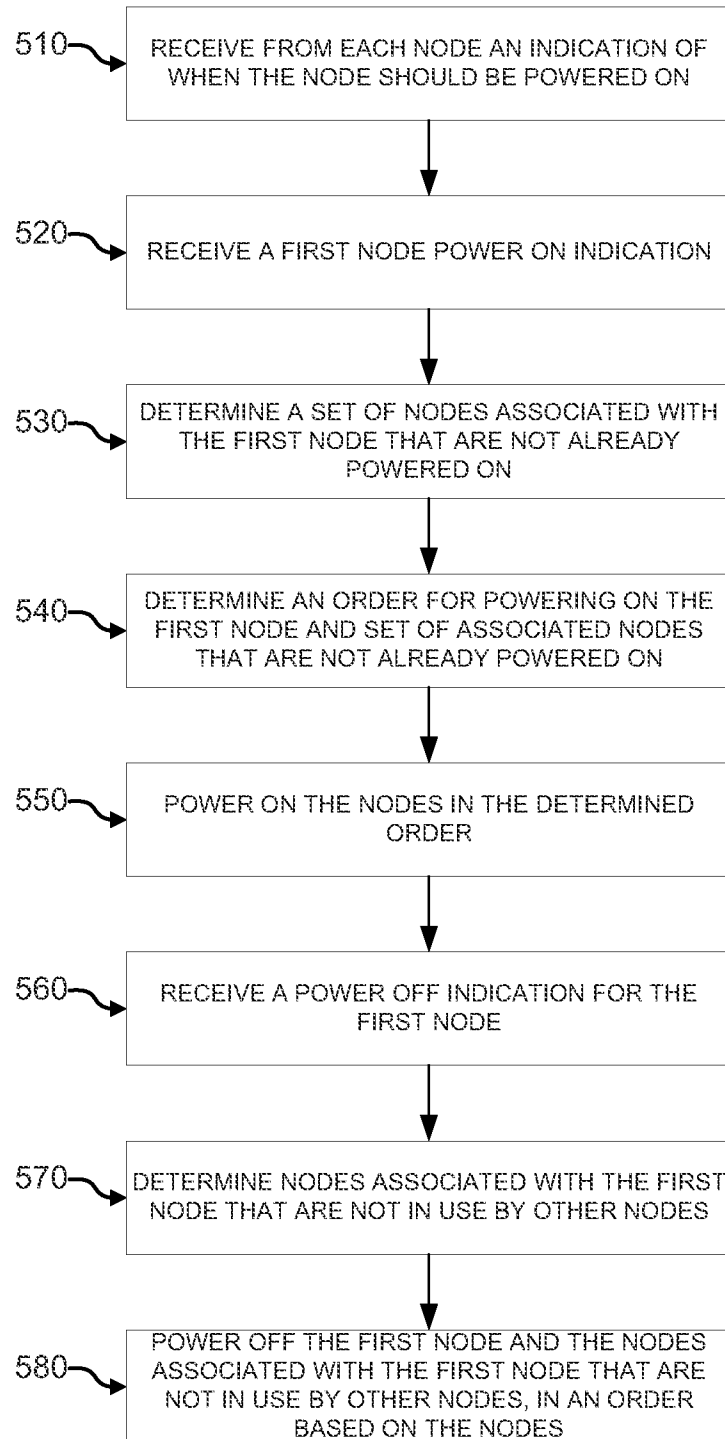 510
RECEIVE FROM EACH NODE AN INDICATION OF
WHEN THE NODE SHOULD BE POWERED ON
520
RECEIVE A FIRST NODE POWER ON INDICATION
530
DETERMINE A SET OF NODES ASSOCIATED WITH
THE FIRST NODE THAT ARE NOT ALREADY
POWERED ON
540
DETERMINE AN ORDER FOR POWERING ON THE
FIRST NODE AND SET OF ASSOCIATED NODES
THAT ARE NOT ALREADY POWERED ON
550
POWER ON THE NODES IN THE DETERMINED
ORDER
560
RECEIVE A POWER OFF INDICATION FOR THE
FIRST NODE
570
DETERMINE NODES ASSOCIATED WITH THE FIRST
NODE THAT ARE NOT IN USE BY OTHER NODES
580
POWER OFF THE FIRST NODE AND THE NODES
ASSOCIATED WITH THE FIRST NODE THAT ARE
NOT IN USE BY OTHER NODES, IN AN ORDER
BASED ON THE NODES